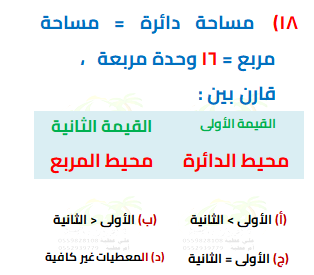 ١٨) مساحة دائرة = مساحة
مربع = ١٦ وحدة مربعة ،
قارن بين :
القيمة الأولى القيمة الثانية
محيط الدائرة محيط المربع
(أ) الأولى > الثانية (ب) الأولى < الثانية
(ج) الأولى = الثانية (د) المعطيات غير كافية